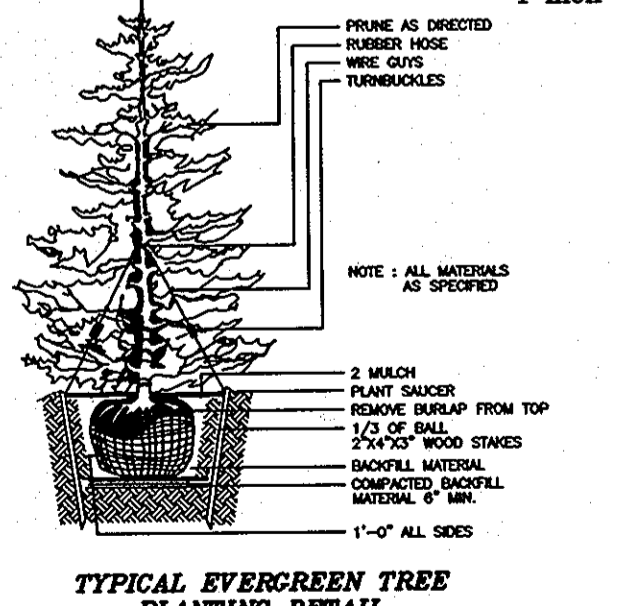 PRUNE AS DIRECTED
RUBBER HOSE
WIRE GUYS
TURNBUCKLES
NOTE : ALL MATERIALS
AS SPECIFIED
2 MULCH
PLANT SAUCER
REMOVE BURLAP FROM TOP
1/3 OF BALL
2"X4"X3" WOOD STAKES
BACKFILL MATERIAL
COMPACTED BACKFILL
MATERIAL 6" MIN.
1'-0" ALL SIDES
TYPICAL EVERGREEN TREE